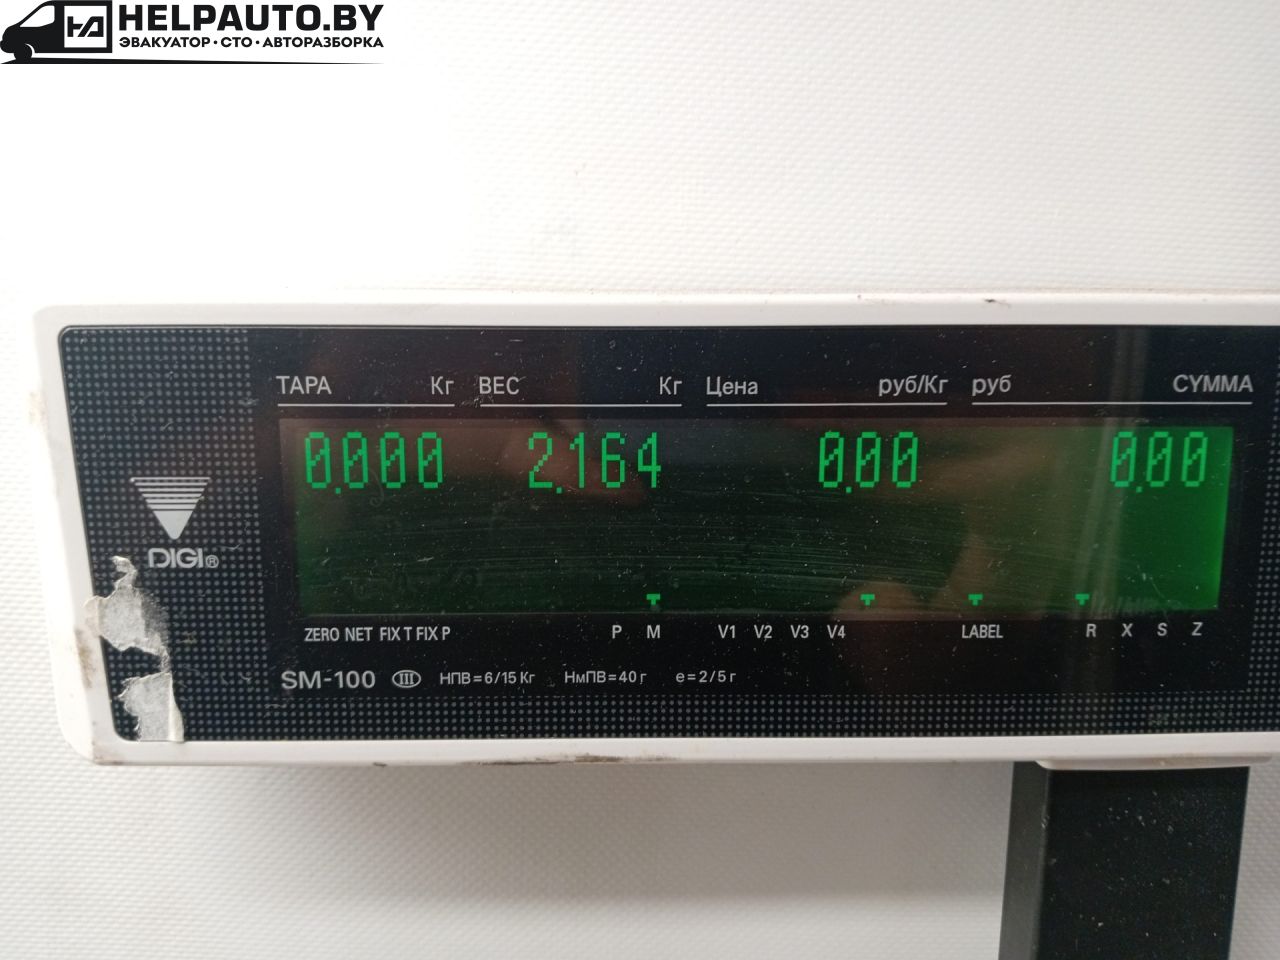 HELPAUTO.BY
ЭВАКУАТОР · СТО · АВТОРАЗБОРКА
ТАРА Кг ВЕС Кг Цена руб/Кг руб СУММА
0.000 2.164 0.00 0.00
DIGI®
ZERO NET FIX T FIX P P M V1 V2 V3 V4 LABEL R X S Z
SM-100 III НПВ=6/15 Кг НмПВ=40 г e=2/5 г